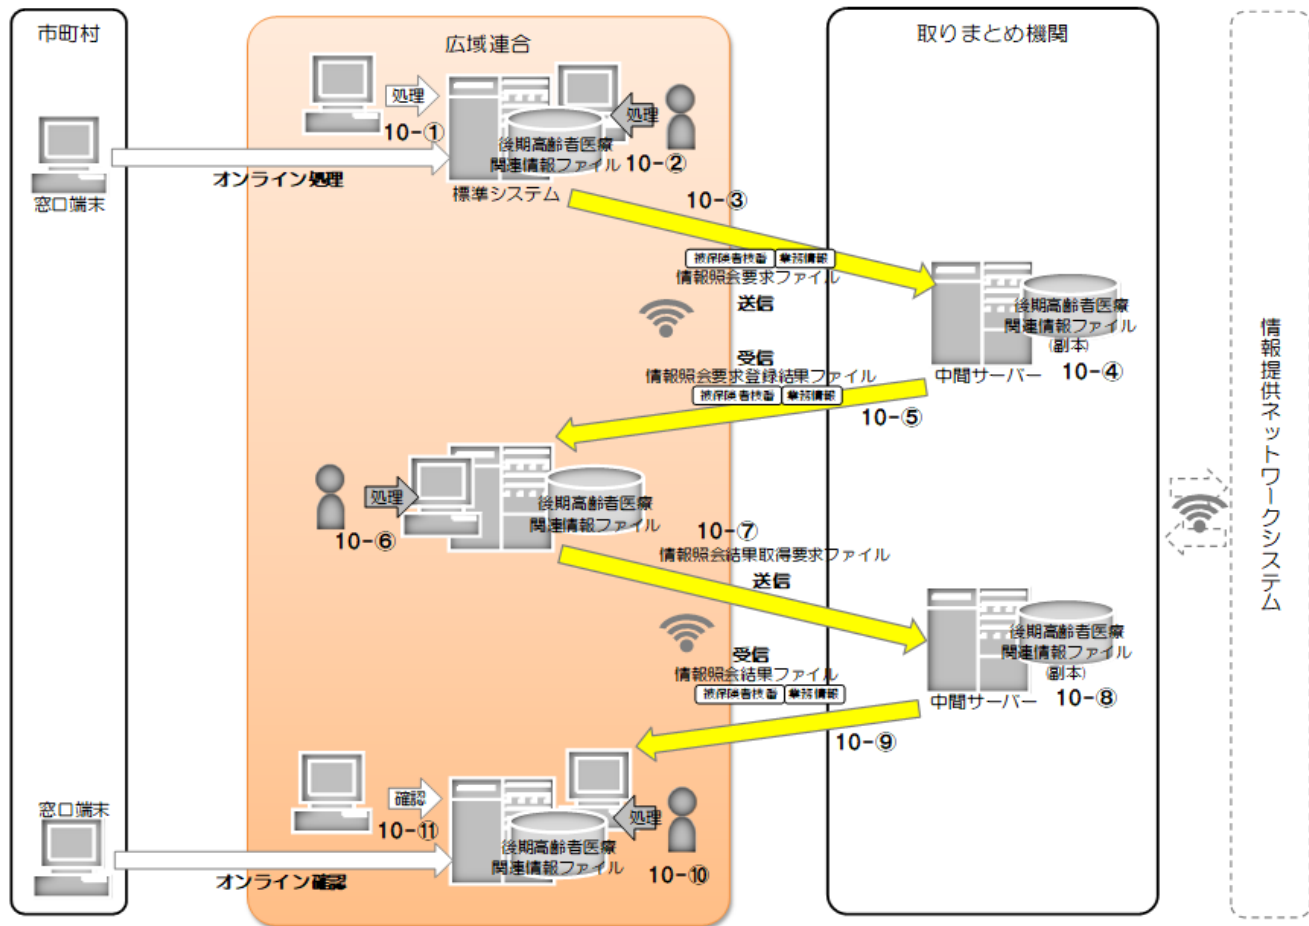 市町村
広域連合
取りまとめ機関
処理
10-①
処理
後期高齢者医療
関連情報ファイル
10-②
標準システム
窓口端末
オンライン処理
10-③
被保険者枝番
業務情報
情報照会要求ファイル
送信
後期高齢者医療
関連情報ファイル
(副本)
中間サーバー
10-④
受信
情報照会要求登録結果ファイル
被保険者枝番
業務情報
10-⑤
処理
10-⑥
後期高齢者医療
関連情報ファイル
10-⑦
情報照会結果取得要求ファイル
送信
後期高齢者医療
関連情報ファイル
(副本)
中間サーバー
10-⑧
受信
情報照会結果ファイル
被保険者枝番
業務情報
10-⑨
確認
10-⑪
処理
後期高齢者医療
関連情報ファイル
10-⑩
窓口端末
オンライン確認
情報提供ネットワークシステム